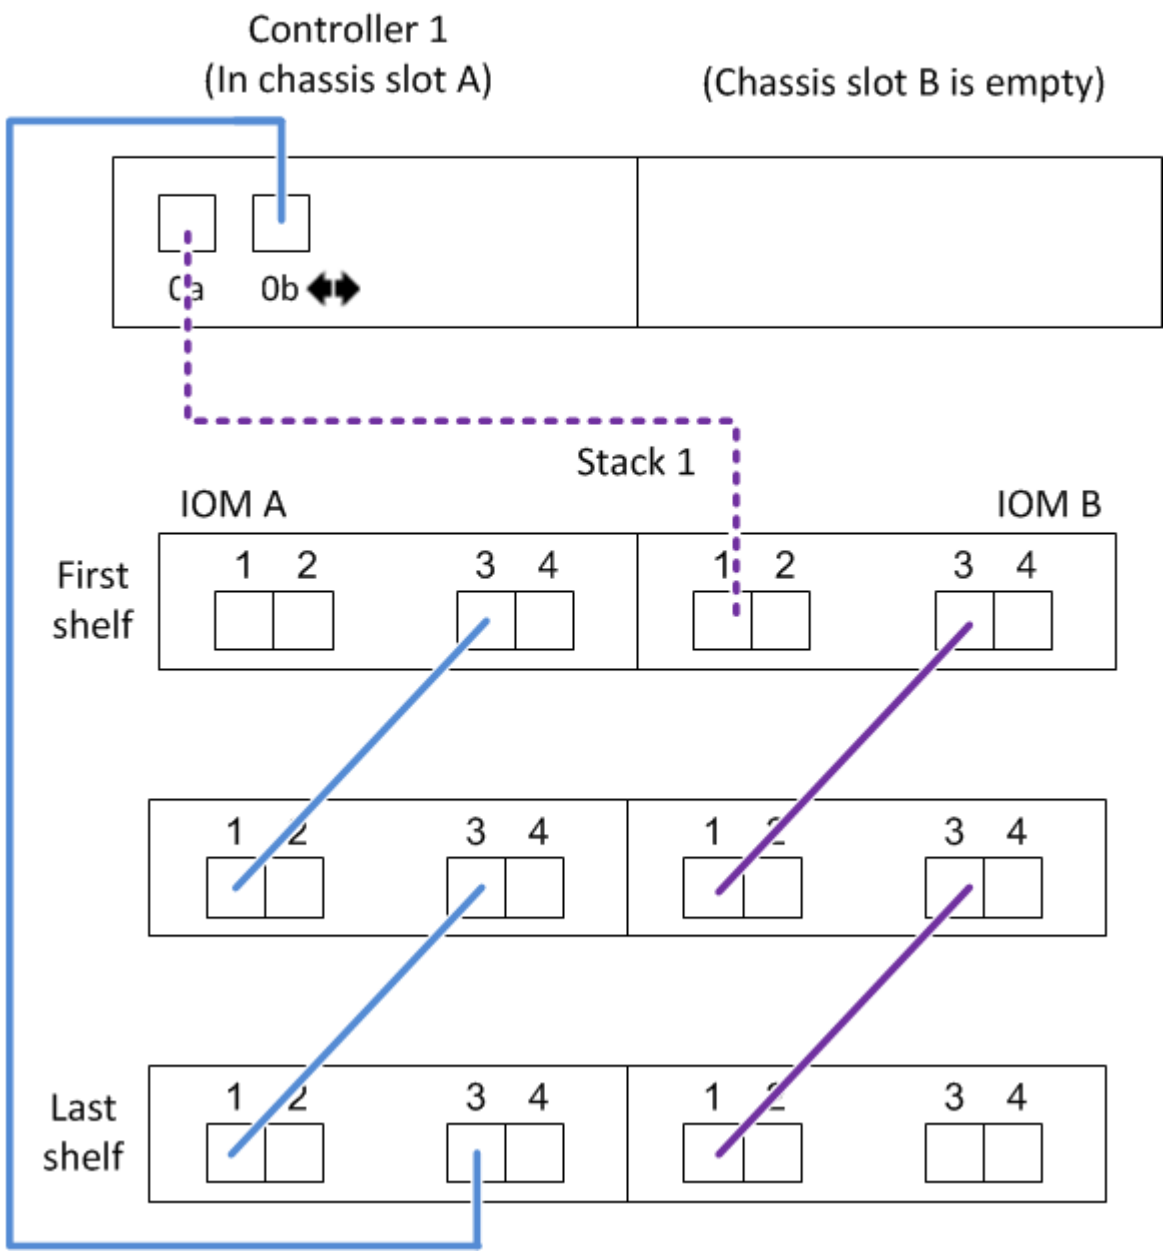 Controller 1
(In chassis slot A)
(Chassis slot B is empty)
0a 0b
Stack 1
IOM A
IOM B
First
shelf
1 2 3 4 1 2 3 4
1 2 3 4 1 2 3 4
Last
shelf
1 2 3 4 1 2 3 4